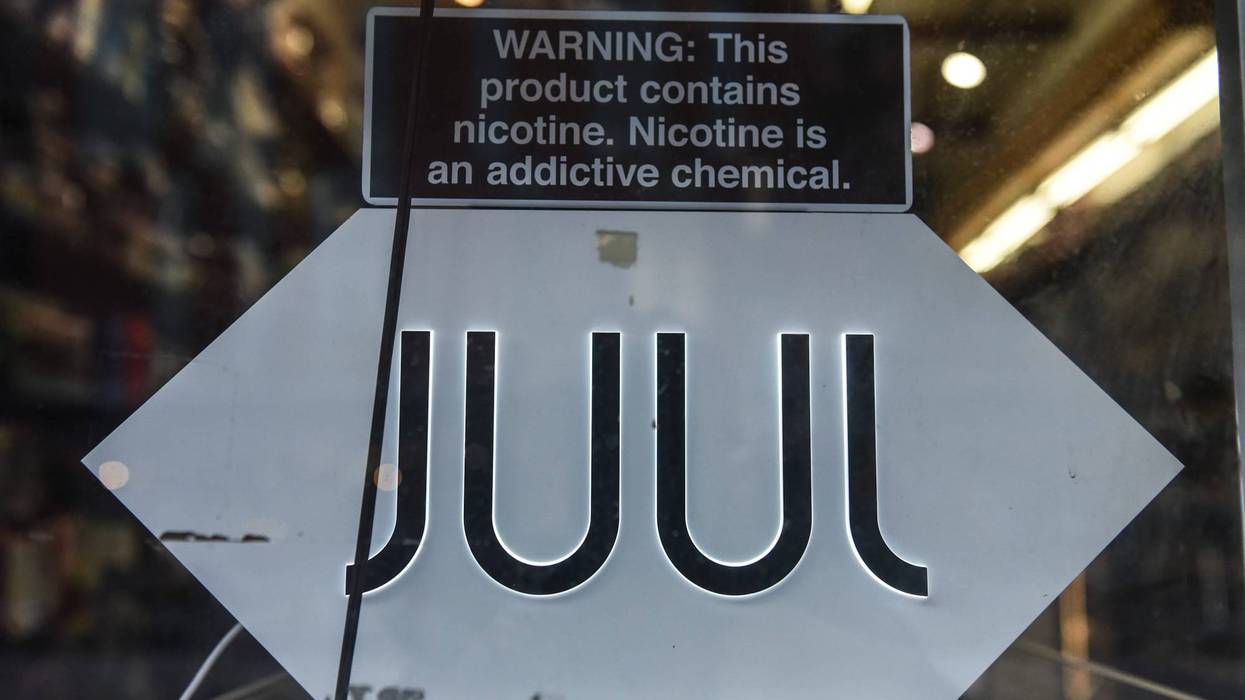 WARNING: This
product contains
nicotine. Nicotine is
an addictive chemical.
JUUL